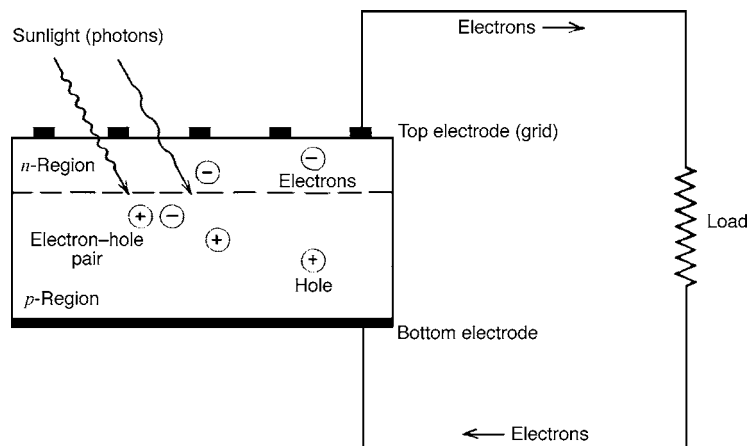 Electrons
Sunlight (photons)
Top electrode (grid)
n-Region
−
−
Electrons
+
−
Electron–hole
pair
+
+
Hole
Load
p-Region
Bottom electrode
Electrons